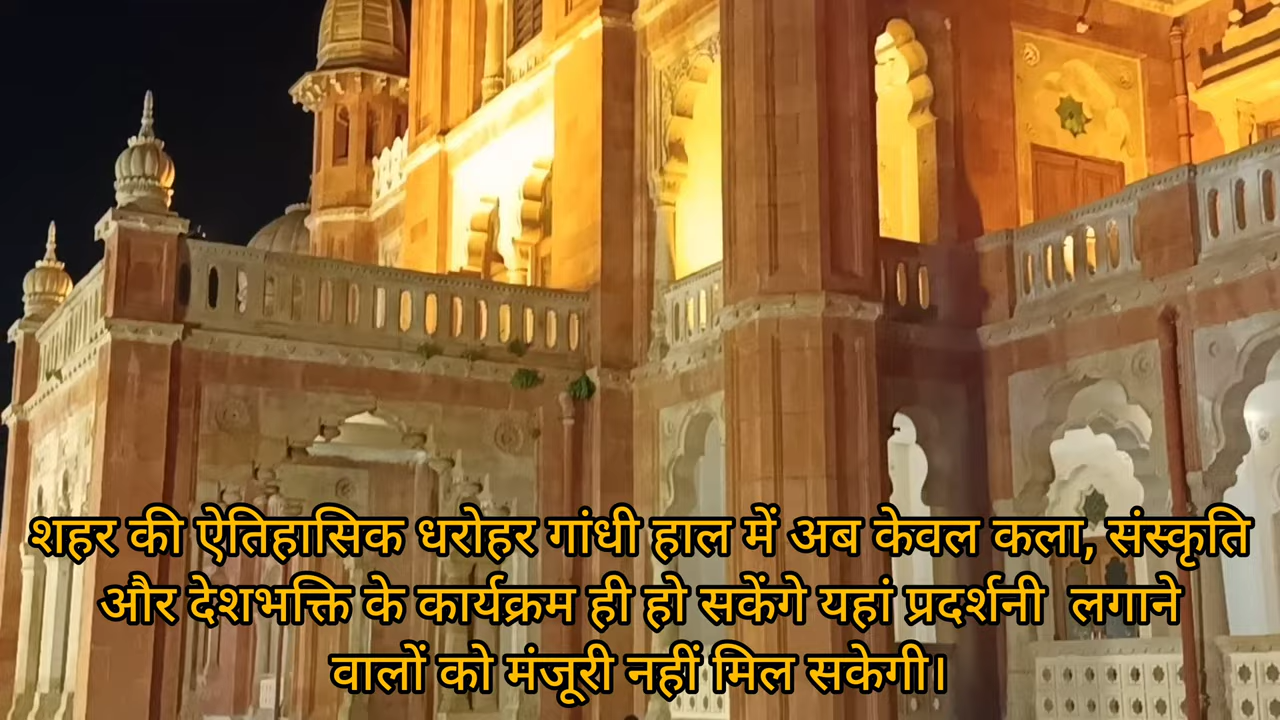 शहर की ऐतिहासिक धरोहर गांधी हाल में अब केवल कला, संस्कृति
और देशभक्ति के कार्यक्रम ही हो सकेंगे यहां प्रदर्शनी  लगाने
वालों को मंजूरी नहीं मिल सकेगी।